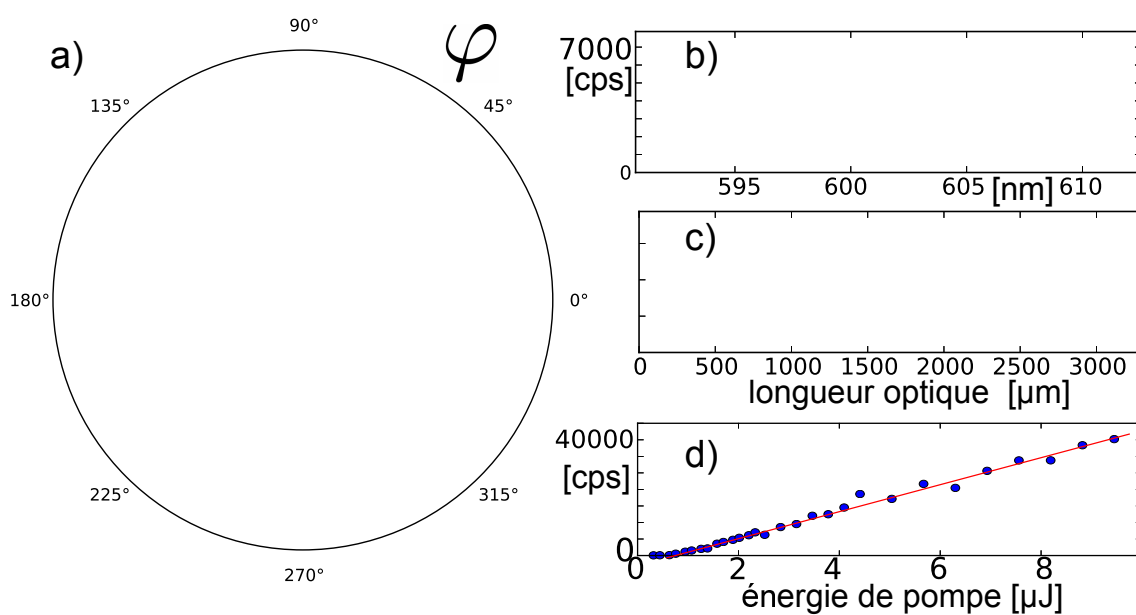 a)
φ
90°
135°
45°
180°
0°
225°
315°
270°
b)
7000
[cps]
0
595
600
605
[nm]
610
c)
0
500
1000
1500
2000
2500
3000
longueur optique [µm]
d)
40000
[cps]
0
0
2
4
6
8
énergie de pompe [µJ]